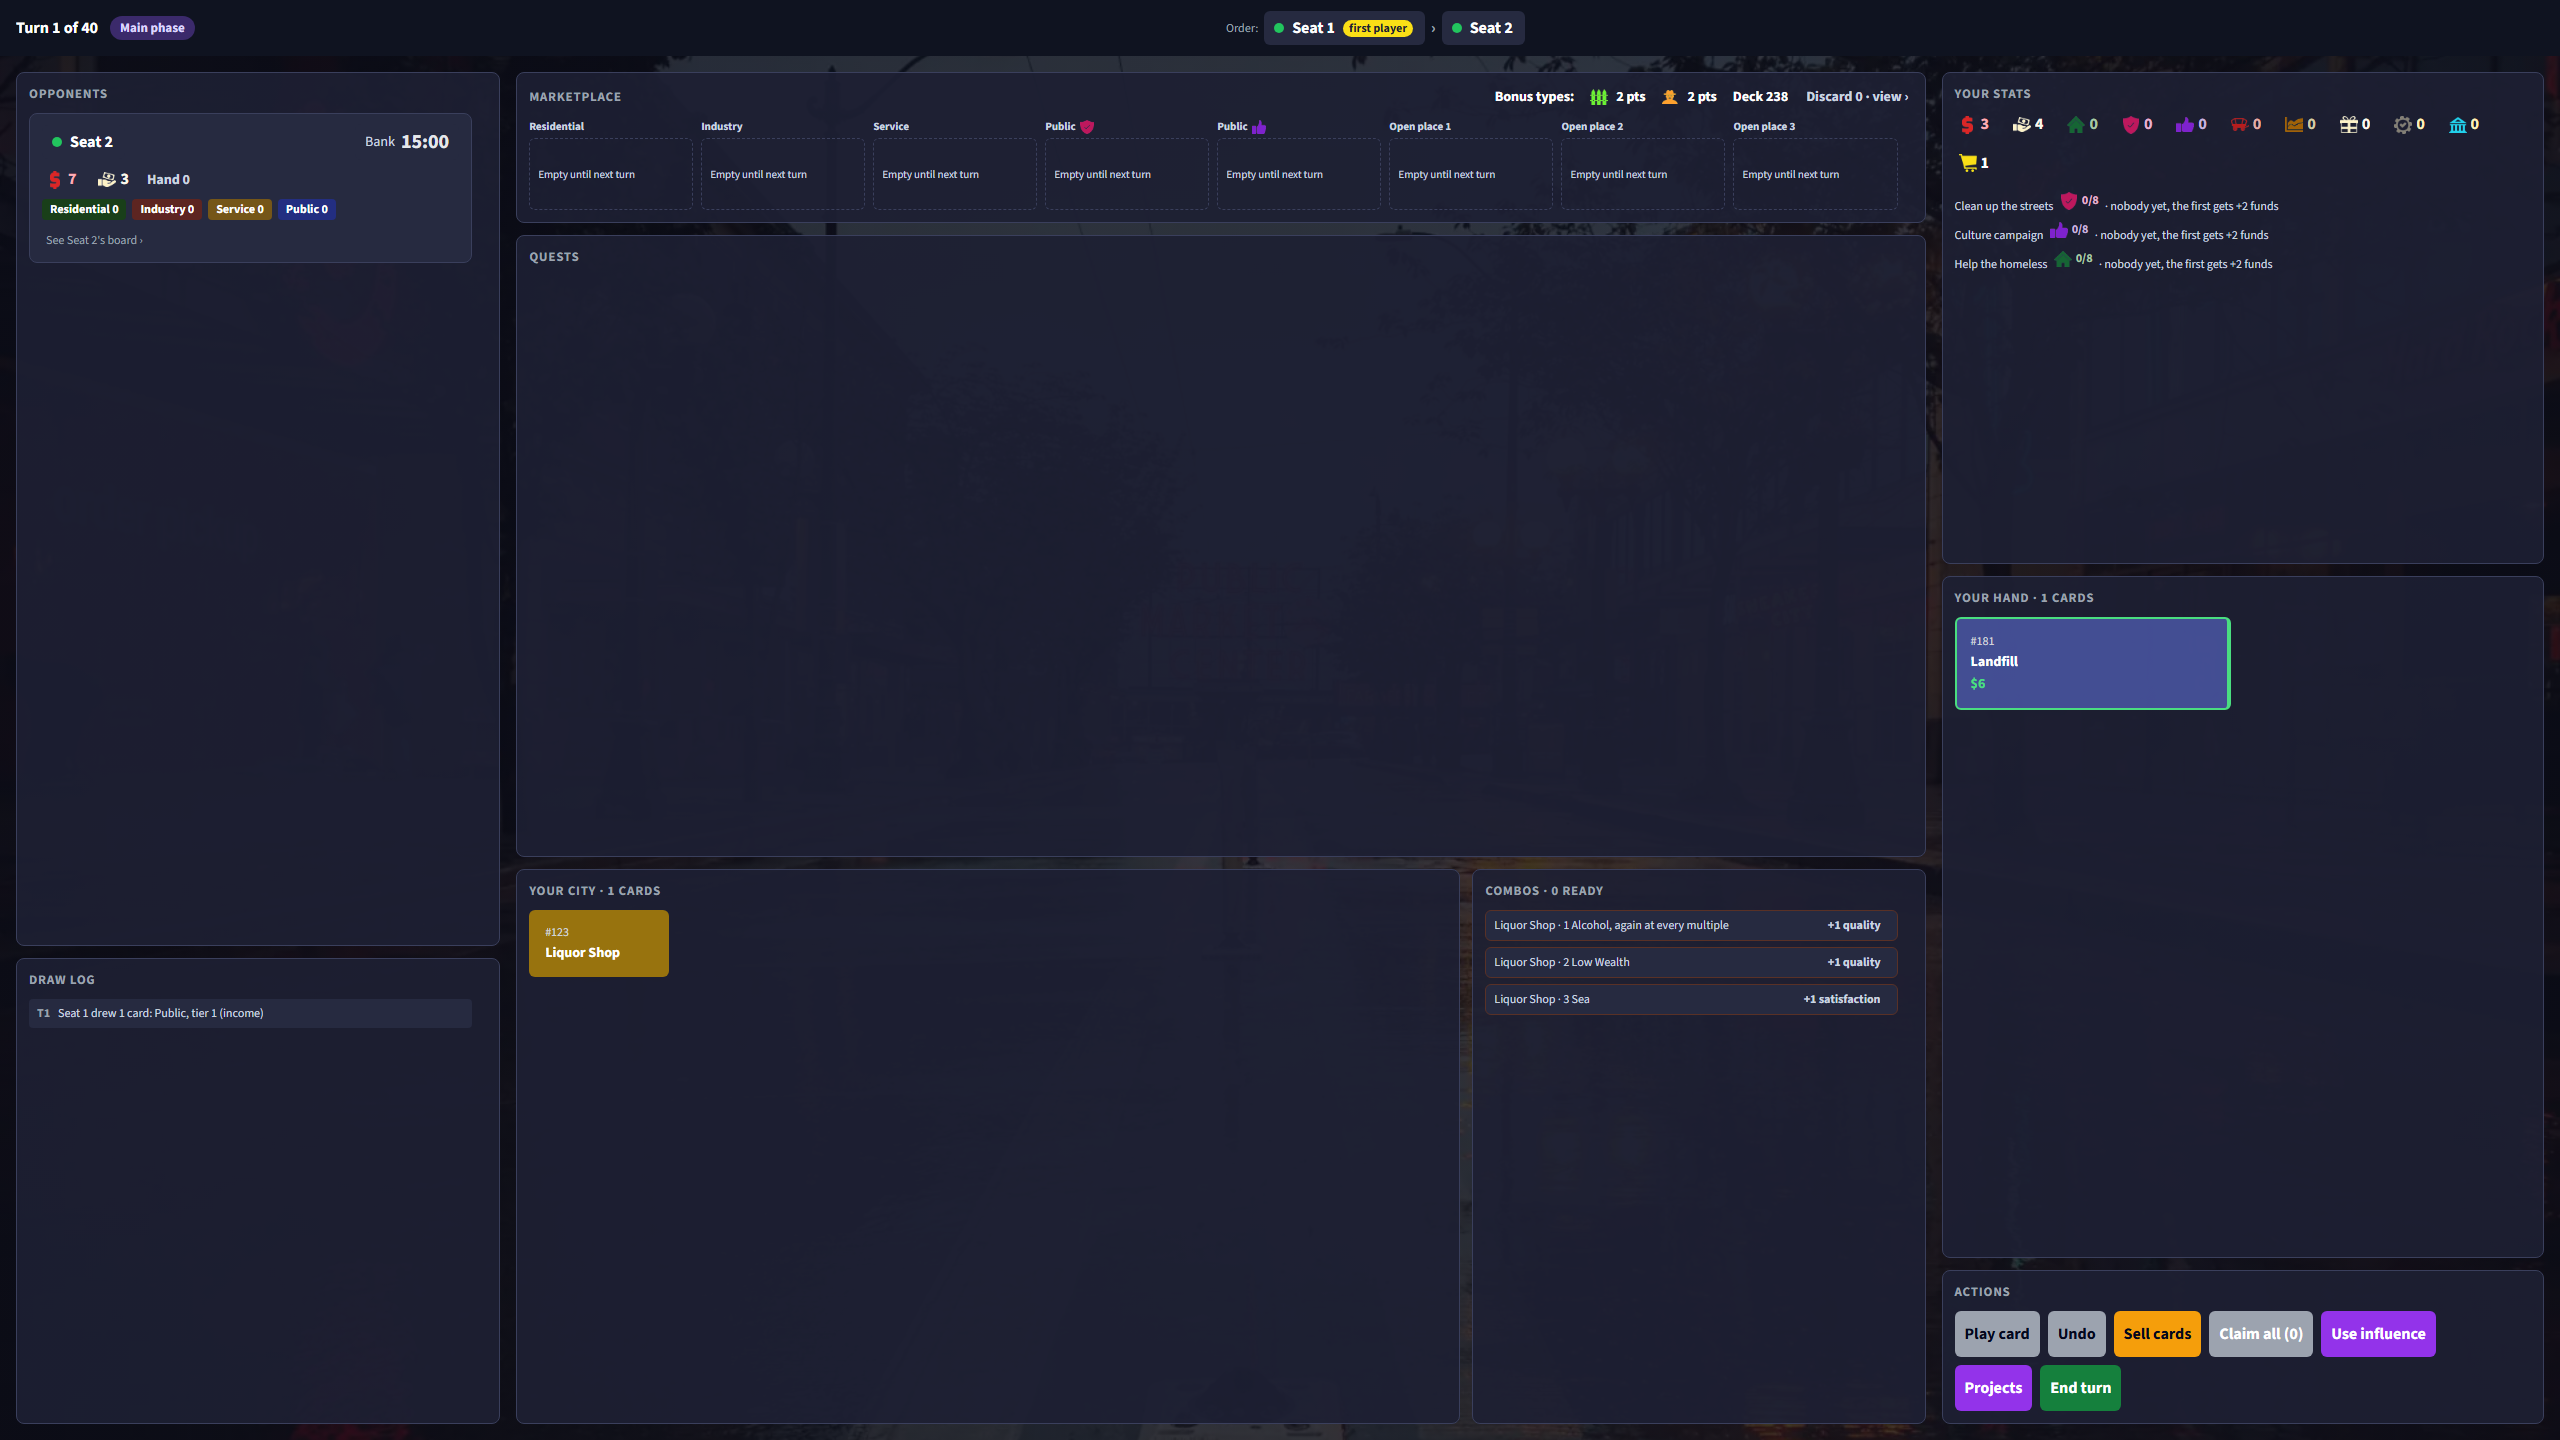 Turn 1 of 40 Main phase
Order: Seat 1 first player › Seat 2
OPPONENTS
Seat 2 Bank 15:00
7 3 Hand 0
Residential 0 Industry 0 Service 0 Public 0
See Seat 2's board ›
DRAW LOG
T1 Seat 1 drew 1 card: Public, tier 1 (income)
MARKETPLACE Bonus types: 2 pts 2 pts Deck 238 Discard 0 · view ›
Residential Industry Service Public Public Open place 1 Open place 2 Open place 3
Empty until next turn Empty until next turn Empty until next turn Empty until next turn Empty until next turn Empty until next turn Empty until next turn Empty until next turn
QUESTS
YOUR CITY · 1 CARDS
#123
Liquor Shop
COMBOS · 0 READY
Liquor Shop · 1 Alcohol, again at every multiple +1 quality
Liquor Shop · 2 Low Wealth +1 quality
Liquor Shop · 3 Sea +1 satisfaction
YOUR STATS
3 4 0 0 0 0 0 0 0 0
1
Clean up the streets 0/8 · nobody yet, the first gets +2 funds
Culture campaign 0/8 · nobody yet, the first gets +2 funds
Help the homeless 0/8 · nobody yet, the first gets +2 funds
YOUR HAND · 1 CARDS
#181
Landfill
$6
ACTIONS
Play card Undo Sell cards Claim all (0) Use influence
Projects End turn